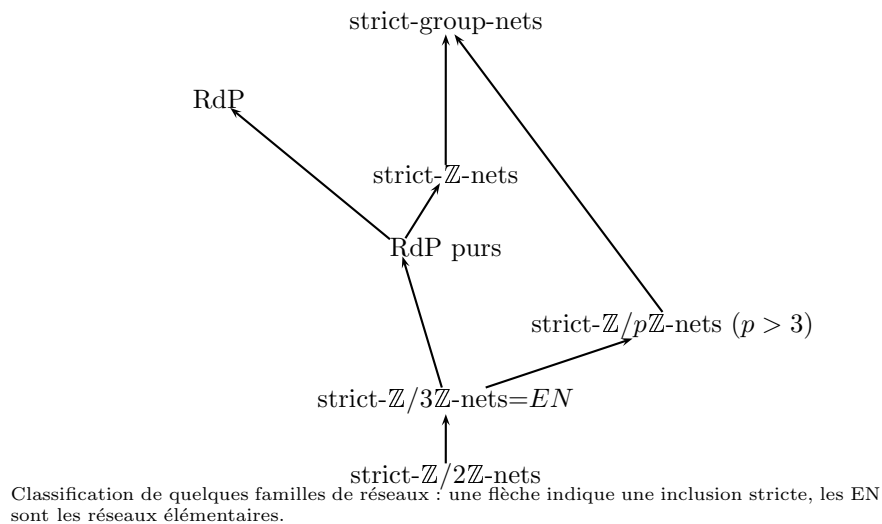 strict-group-nets
RdP
strict-ℤ-nets
RdP purs
strict-ℤ/pℤ-nets (p > 3)
strict-ℤ/3ℤ-nets=EN
strict-ℤ/2ℤ-nets
Classification de quelques familles de réseaux : une flèche indique une inclusion stricte, les EN
sont les réseaux élémentaires.